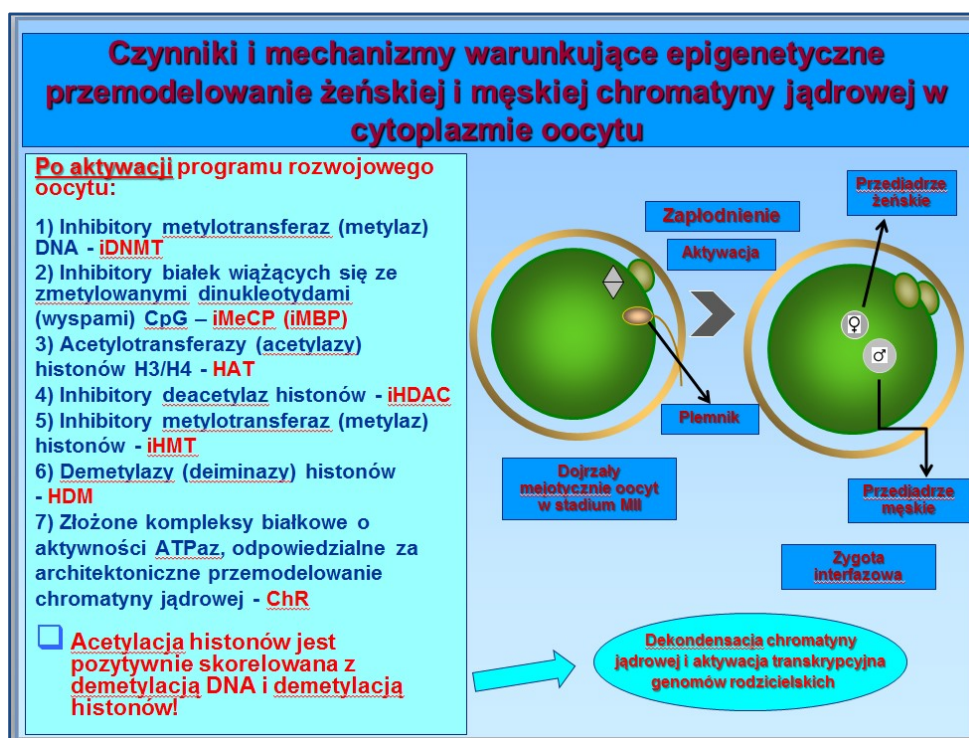 Czynniki i mechanizmy warunkujące epigenetyczne
przemodelowanie żeńskiej i męskiej chromatyny jądrowej w
cytoplazmie oocytu
Po aktywacji programu rozwojowego
oocytu:
1) Inhibitory metylotransferaz (metylaz)
DNA - iDNMT
2) Inhibitory białek wiążących się ze
zmetylowanymi dinukleotydami
(wyspami) CpG – iMeCP (iMBP)
3) Acetylotransferazy (acetylazy)
histonów H3/H4 - HAT
4) Inhibitory deacetylaz histonów - iHDAC
5) Inhibitory metylotransferaz (metylaz)
histonów - iHMT
6) Demetylazy (deiminazy) histonów
- HDM
7) Złożone kompleksy białkowe o
aktywności ATPaz, odpowiedzialne za
architektoniczne przemodelowanie
chromatyny jądrowej - ChR
Acetylacja histonów jest
pozytywnie skorelowana z
demetylacją DNA i demetylacją
histonów!
Zapłodnienie
Aktywacja
Przedjądrze
żeńskie
♀
♂
Plemnik
Dojrzały
mejotycznie oocyt
w stadium MII
Przedjądrze
męskie
Zygota
interfazowa
Dekondensacja chromatyny
jądrowej i aktywacja transkrypcyjna
genomów rodzicielskich